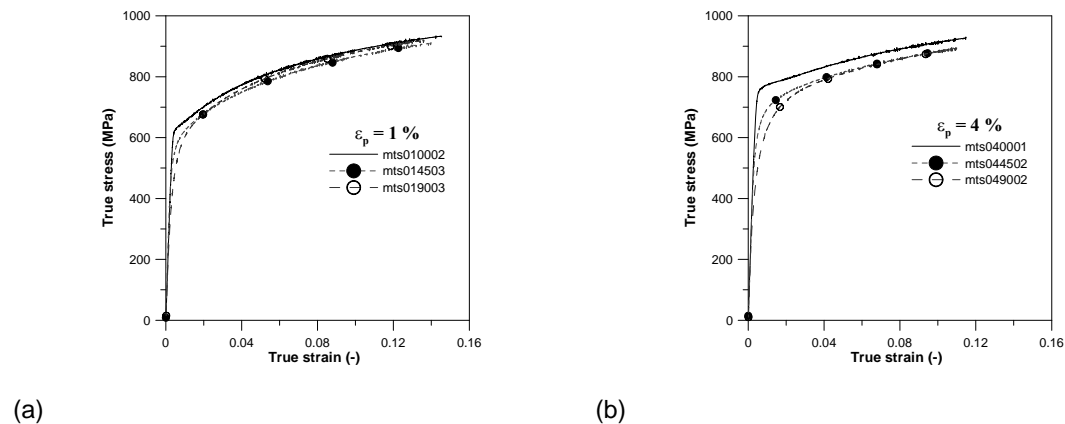 1000
800
600
400
200
0
True stress (MPa)
0 0.04 0.08 0.12 0.16
True strain (-)
εp = 1 %
mts010002
mts014503
mts019003
(a)
1000
800
600
400
200
0
True stress (MPa)
0 0.04 0.08 0.12 0.16
True strain (-)
εp = 4 %
mts040001
mts044502
mts049002
(b)